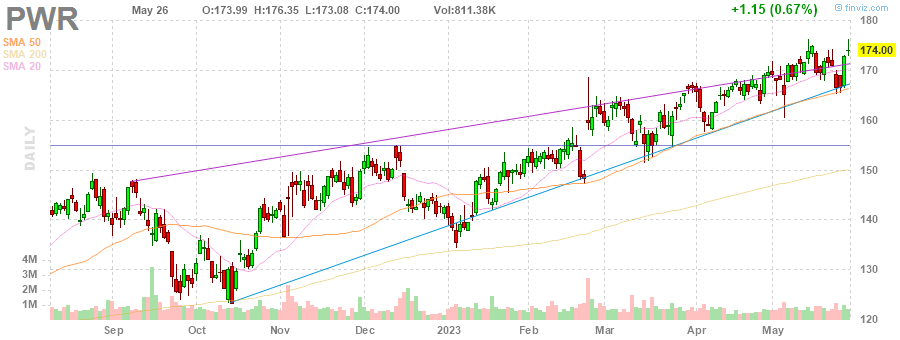 PWR May 26 O:173.99 H:176.35 L:173.08 C:174.00 Vol:811.38K +1.15 (0.67%) © finviz.com
SMA 50
SMA 200
SMA 20
DAILY
180
174.00
170
160
150
140
130
120
4M
3M
2M
1M
Sep Oct Nov Dec 2023 Feb Mar Apr May